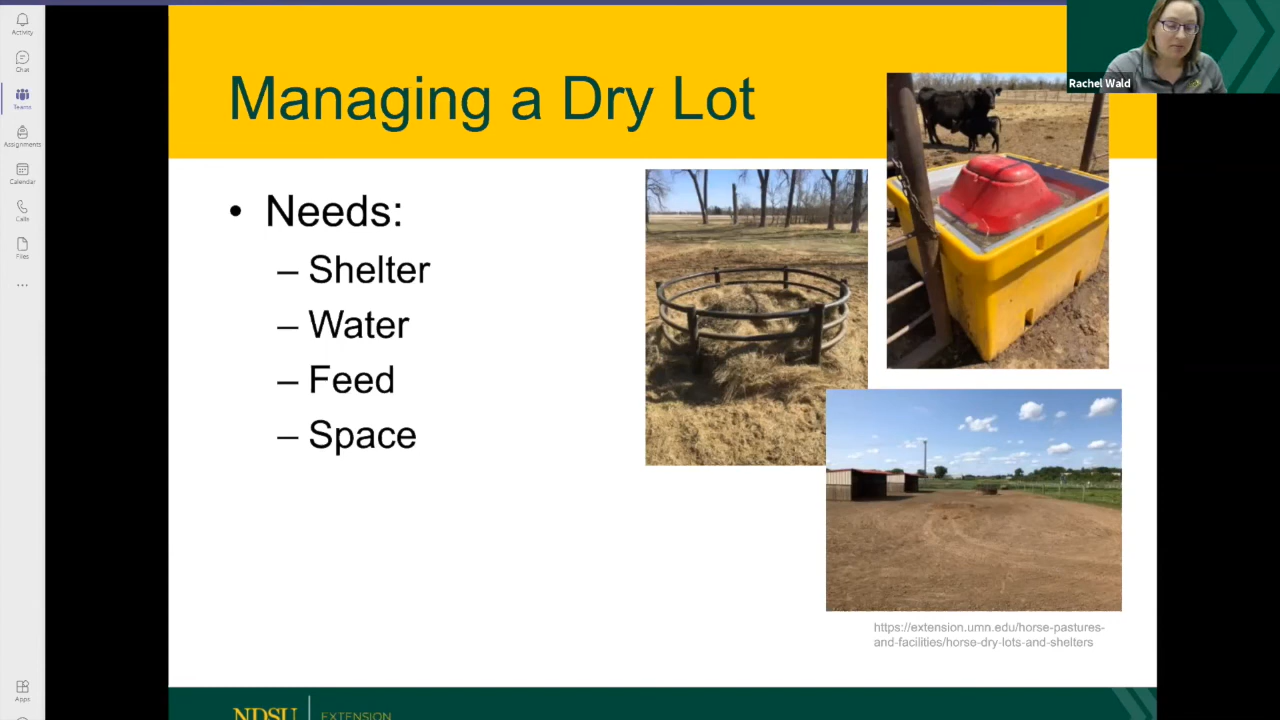 Activity
Chat
Teams
Assignments
Calendar
Calls
Files
Apps
Managing a Dry Lot
Rachel Wald
• Needs:
– Shelter
– Water
– Feed
– Space
https://extension.umn.edu/horse-pastures-
and-facilities/horse-dry-lots-and-shelters
NDSU EXTENSION